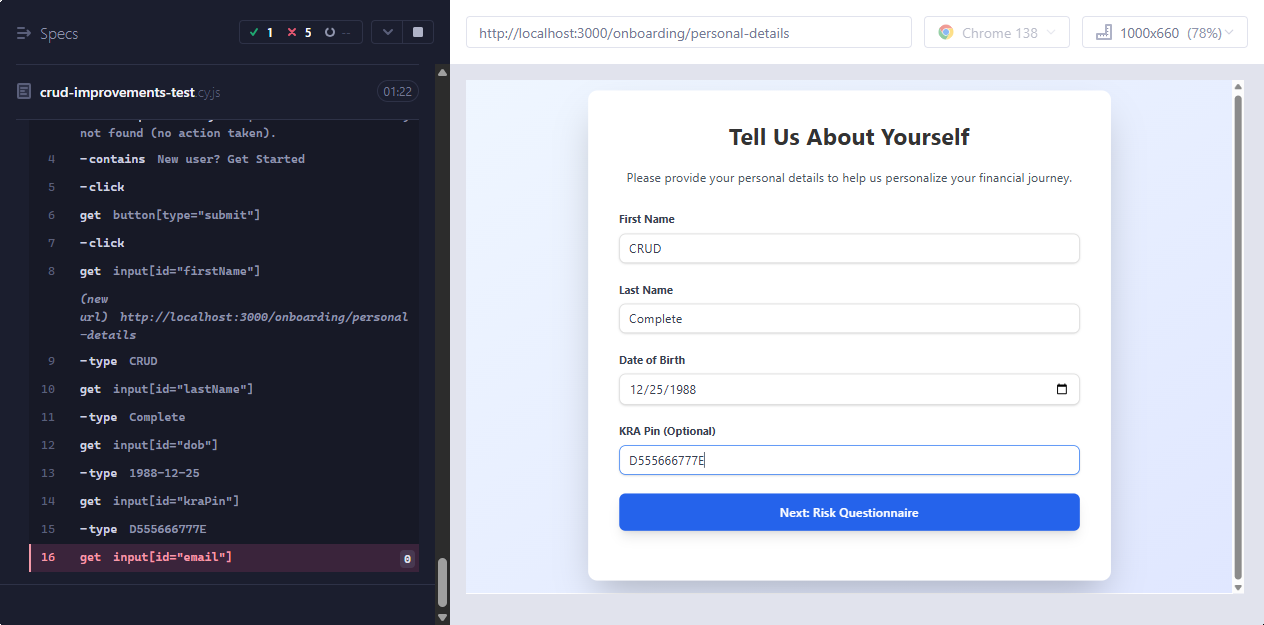 Specs
1
5
--
crud-improvements-test.cy.js
01:22
not found (no action taken).
4 -contains New user? Get Started
5 -click
6 get button[type="submit"]
7 -click
8 get input[id="firstName"]
(new
url) http://localhost:3000/onboarding/personal
-details
9 -type CRUD
10 get input[id="lastName"]
11 -type Complete
12 get input[id="dob"]
13 -type 1988-12-25
14 get input[id="kraPin"]
15 -type D555666777E
16 get input[id="email"] 0
http://localhost:3000/onboarding/personal-details
Chrome 138
1000x660 (78%)
Tell Us About Yourself
Please provide your personal details to help us personalize your financial journey.
First Name
CRUD
Last Name
Complete
Date of Birth
12/25/1988
KRA Pin (Optional)
D555666777E
Next: Risk Questionnaire